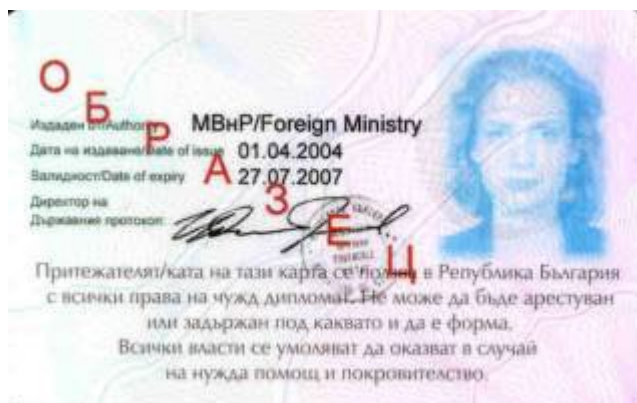 ОБРАЗЕЦ
Издаден от/Authority МВнР/Foreign Ministry
Дата на издаване/Date of issue 01.04.2004
Валидност/Date of expiry 27.07.2007
Директор на
Държавния протокол:
Притежателят/ката на тази карта се ползва в Република България
с всички права на чужд дипломат. Не може да бъде арестуван
или задържан под каквато и да е форма.
Всички власти се умоляват да оказват в случай
на нужда помощ и покровителство.